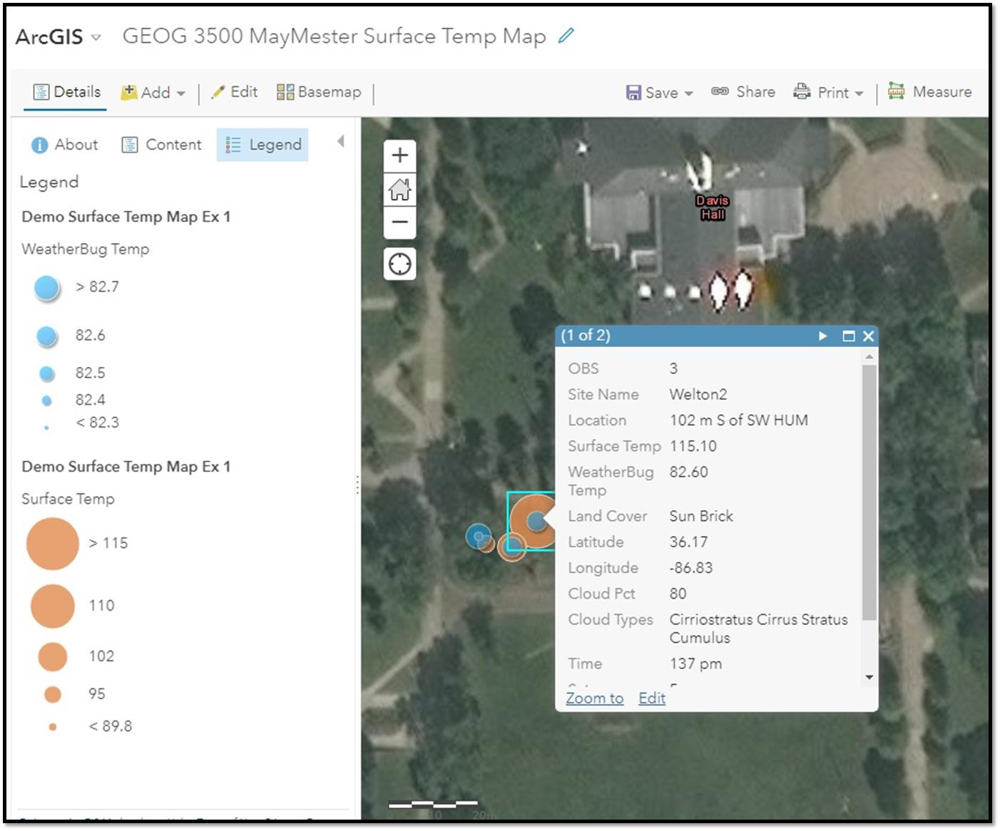 ArcGIS GEOG 3500 MayMester Surface Temp Map
Details Add Edit Basemap Save Share Print Measure
About Content Legend
Legend
Demo Surface Temp Map Ex 1
WeatherBug Temp
> 82.7
82.6
82.5
82.4
< 82.3
Demo Surface Temp Map Ex 1
Surface Temp
> 115
110
102
95
< 89.8
Davis
Hall
(1 of 2)
OBS 3
Site Name Welton2
Location 102 m S of SW HUM
Surface Temp 115.10
WeatherBug 82.60
Temp
Land Cover Sun Brick
Latitude 36.17
Longitude -86.83
Cloud Pct 80
Cloud Types Cirriostratus Cirrus Stratus
Cumulus
Time 137 pm
Zoom to Edit
10 20m